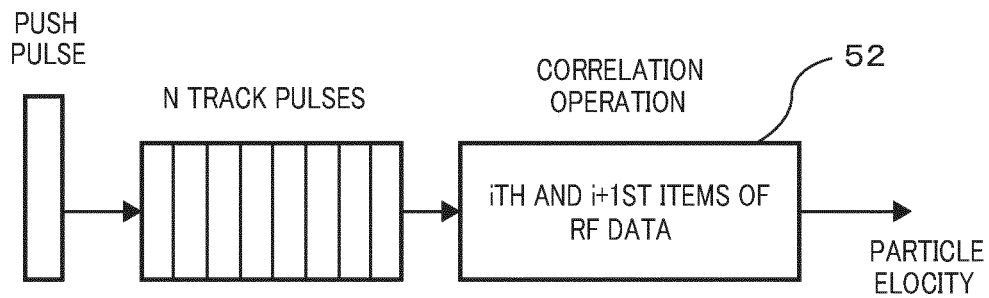 PUSH
PULSE
N TRACK PULSES
CORRELATION
OPERATION
52
iTH AND i+1ST ITEMS OF
RF DATA
PARTICLE
ELOCITY